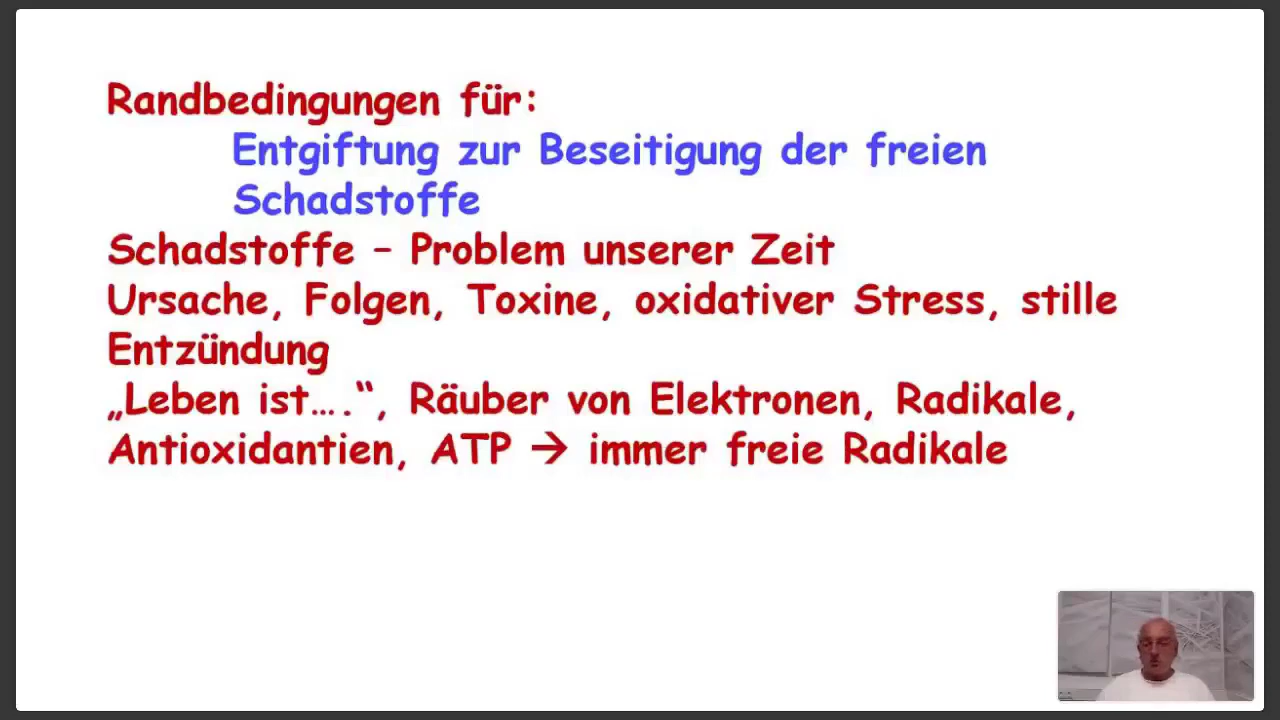 Randbedingungen für:
Entgiftung zur Beseitigung der freien
Schadstoffe
Schadstoffe – Problem unserer Zeit
Ursache, Folgen, Toxine, oxidativer Stress, stille
Entzündung
„Leben ist….“, Räuber von Elektronen, Radikale,
Antioxidantien, ATP → immer freie Radikale